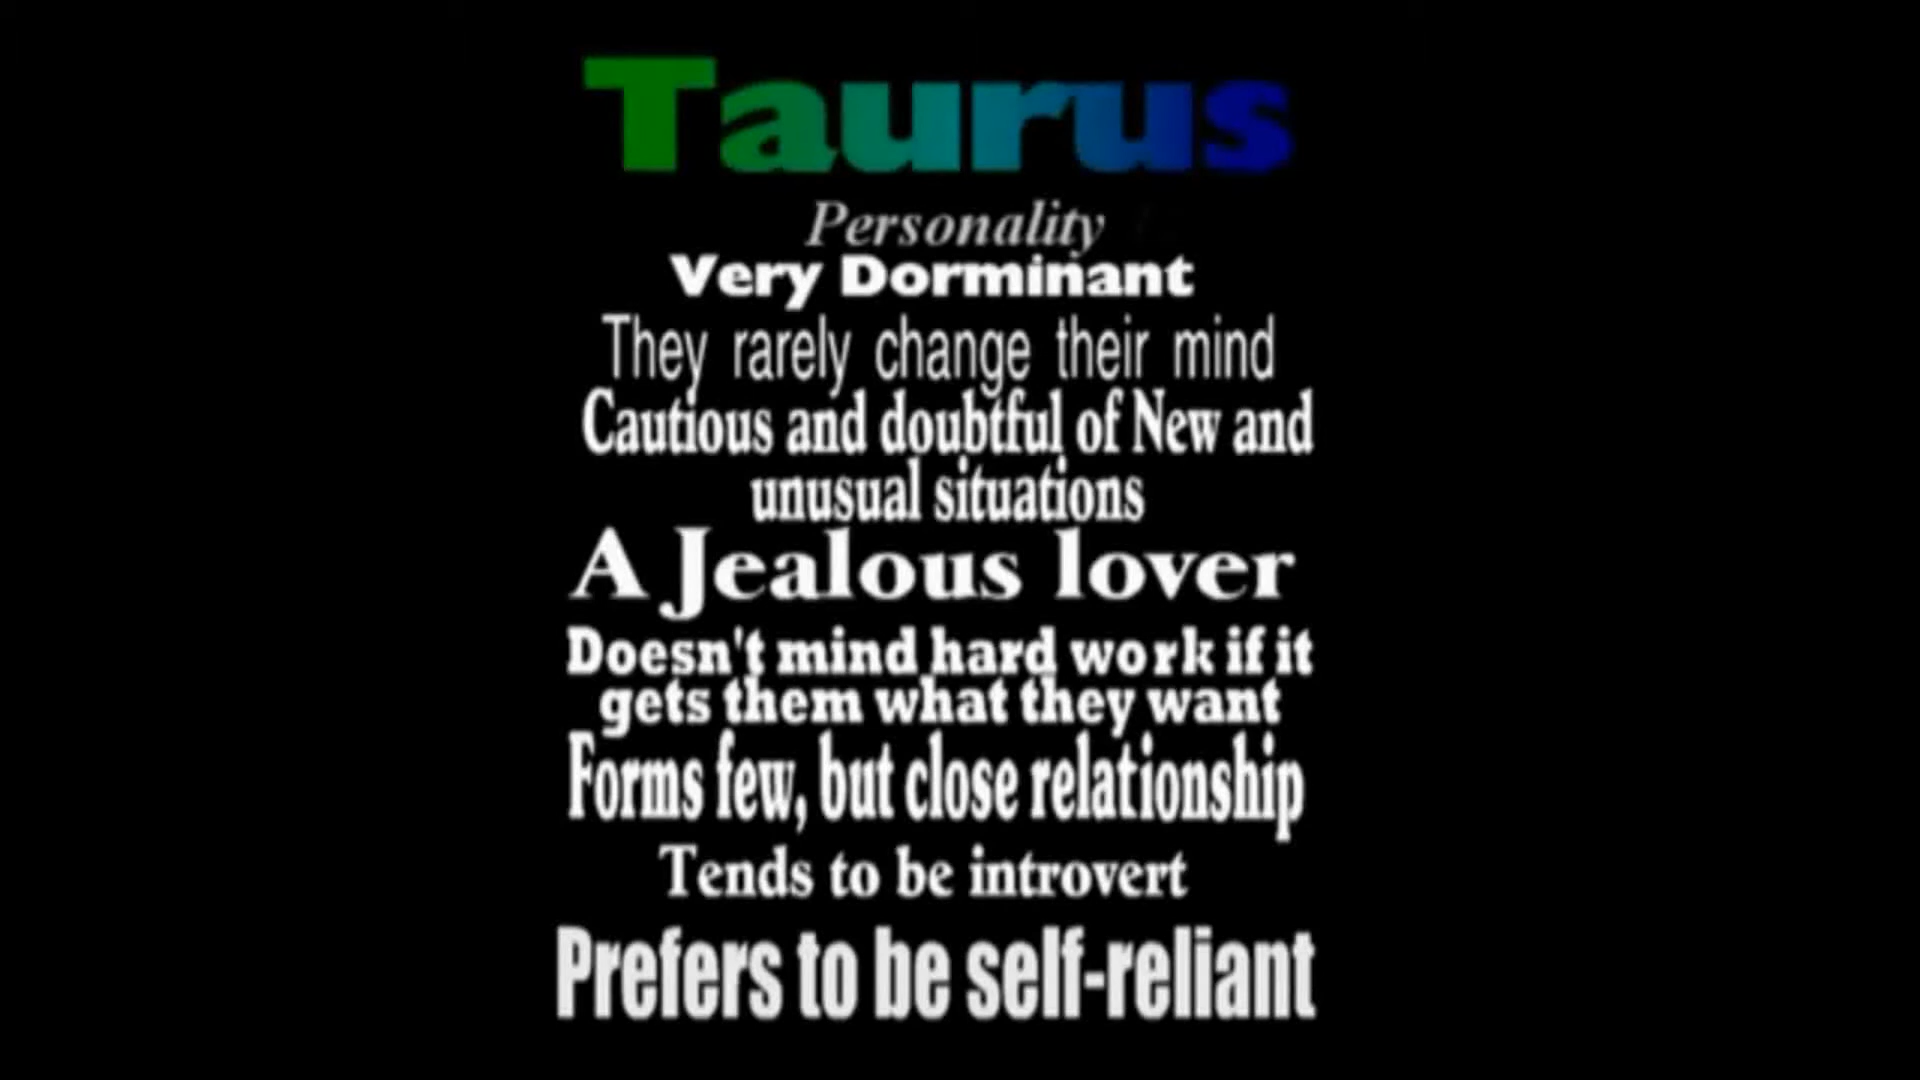 Taurus
Personality
Very Dorminant
They rarely change their mind
Cautious and doubtful of New and
unusual situations
A Jealous lover
Doesn't mind hard work if it
gets them what they want
Forms few, but close relationship
Tends to be introvert
Prefers to be self-reliant